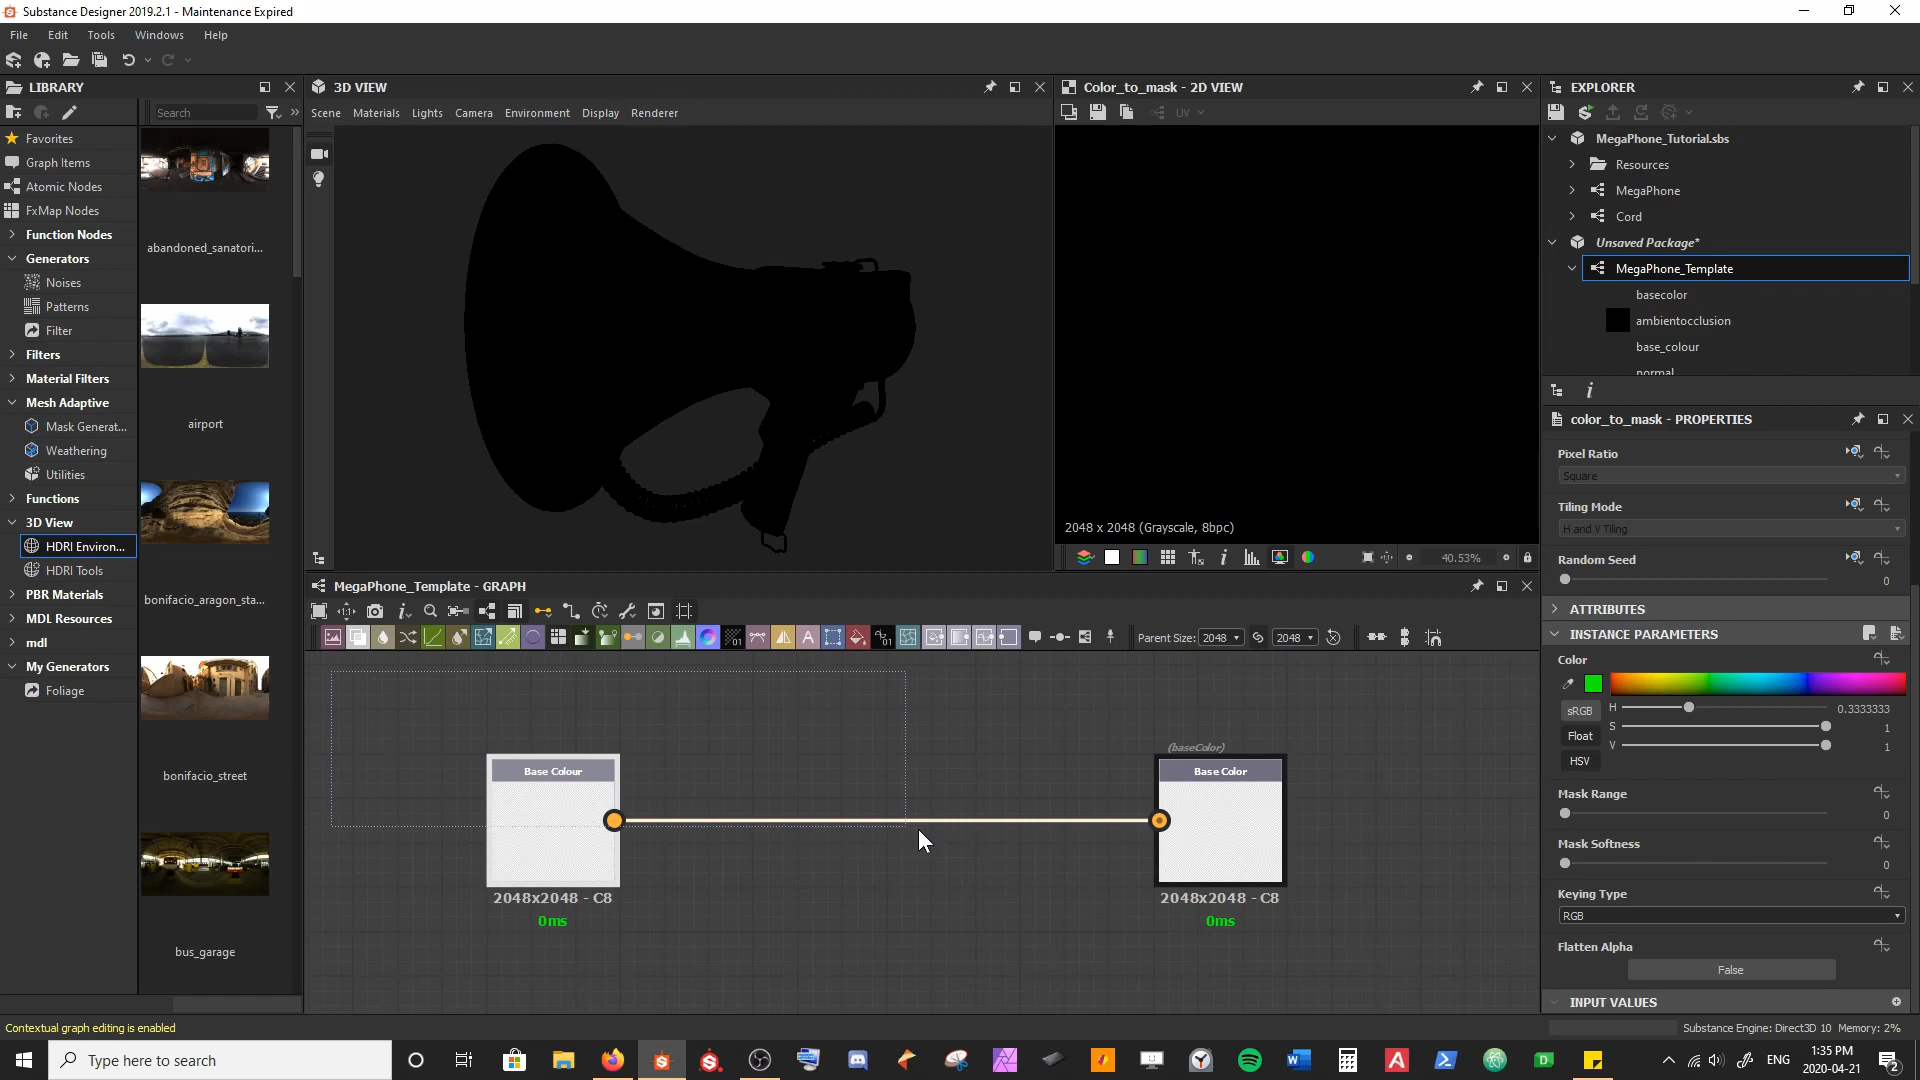 Substance Designer 2019.2.1 - Maintenance Expired
File Edit Tools Windows Help
LIBRARY
Search
Favorites
Graph Items
Atomic Nodes
FxMap Nodes
Function Nodes
Generators
Noises
Patterns
Filter
Filters
Material Filters
Mesh Adaptive
Mask Generat...
Weathering
Utilities
Functions
3D View
HDRI Environ...
HDRI Tools
PBR Materials
MDL Resources
mdl
My Generators
Foliage
abandoned_sanatori...
airport
bonifacio_aragon_sta...
bonifacio_street
bus_garage
3D VIEW
Scene Materials Lights Camera Environment Display Renderer
Color_to_mask - 2D VIEW
UV
2048 x 2048 (Grayscale, 8bpc)
40.53%
MegaPhone_Template - GRAPH
Parent Size: 2048 2048
Base Colour
2048x2048 - C8
0ms
(baseColor)
Base Color
2048x2048 - C8
0ms
EXPLORER
MegaPhone_Tutorial.sbs
Resources
MegaPhone
Cord
Unsaved Package*
MegaPhone_Template
basecolor
ambientocclusion
base_colour
normal
color_to_mask - PROPERTIES
Pixel Ratio
Square
Tiling Mode
H and V Tiling
Random Seed
0
ATTRIBUTES
INSTANCE PARAMETERS
Color
sRGB
Float
HSV
H 0.3333333
S 1
V 1
Mask Range
0
Mask Softness
0
Keying Type
RGB
Flatten Alpha
False
INPUT VALUES
Contextual graph editing is enabled
Substance Engine: Direct3D 10 Memory: 2%
Type here to search
ENG
1:35 PM
2020-04-21
2